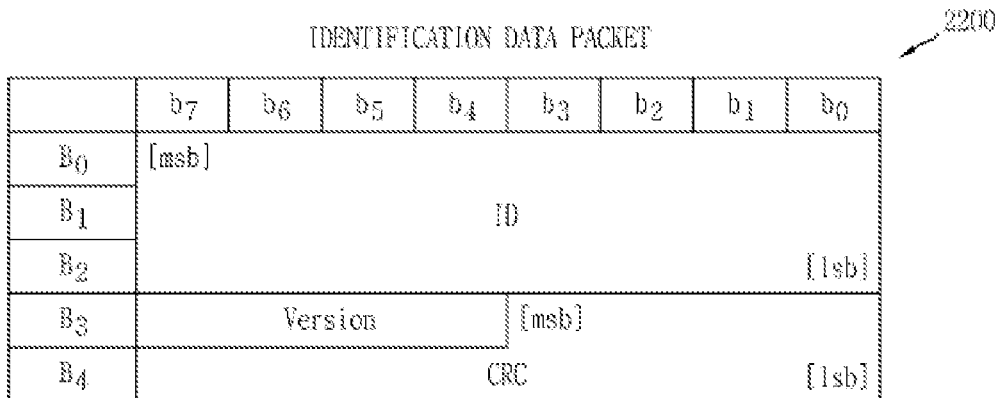 2200
IDENTIFICATION DATA PACKET
b7 b6 b5 b4 b3 b2 b1 b0
B0 [msb]
B1 ID
B2 [lsb]
B3 Version [msb]
B4 CRC [lsb]